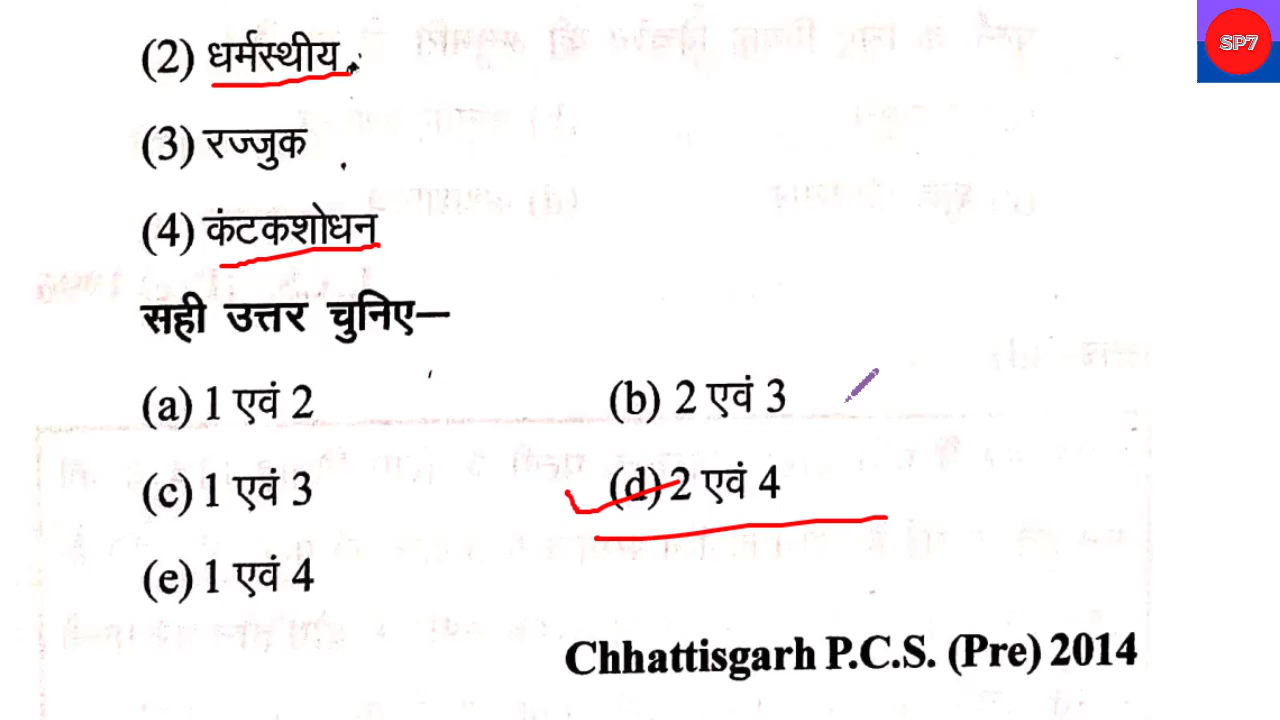 SP7
(2) धर्मस्थीय
(3) रज्जुक
(4) कंटकशोधन
सही उत्तर चुनिए–
(a) 1 एवं 2 (b) 2 एवं 3
(c) 1 एवं 3 (d) 2 एवं 4
(e) 1 एवं 4
Chhattisgarh P.C.S. (Pre) 2014